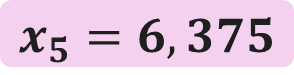 x₅ = 6,375